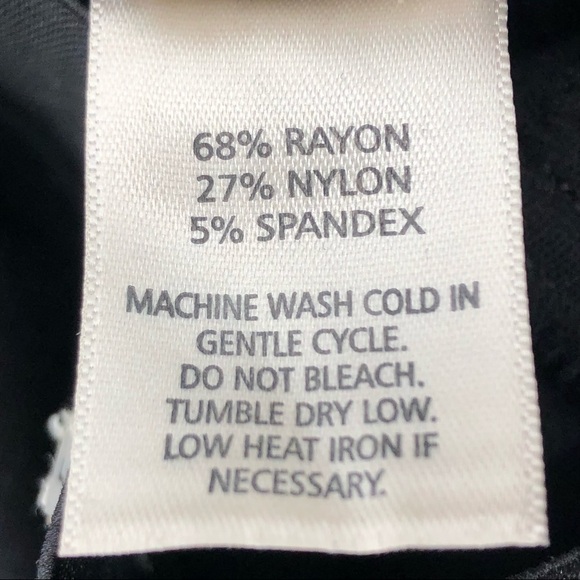 68% RAYON
27% NYLON
5% SPANDEX
MACHINE WASH COLD IN
GENTLE CYCLE.
DO NOT BLEACH.
TUMBLE DRY LOW.
LOW HEAT IRON IF
NECESSARY.